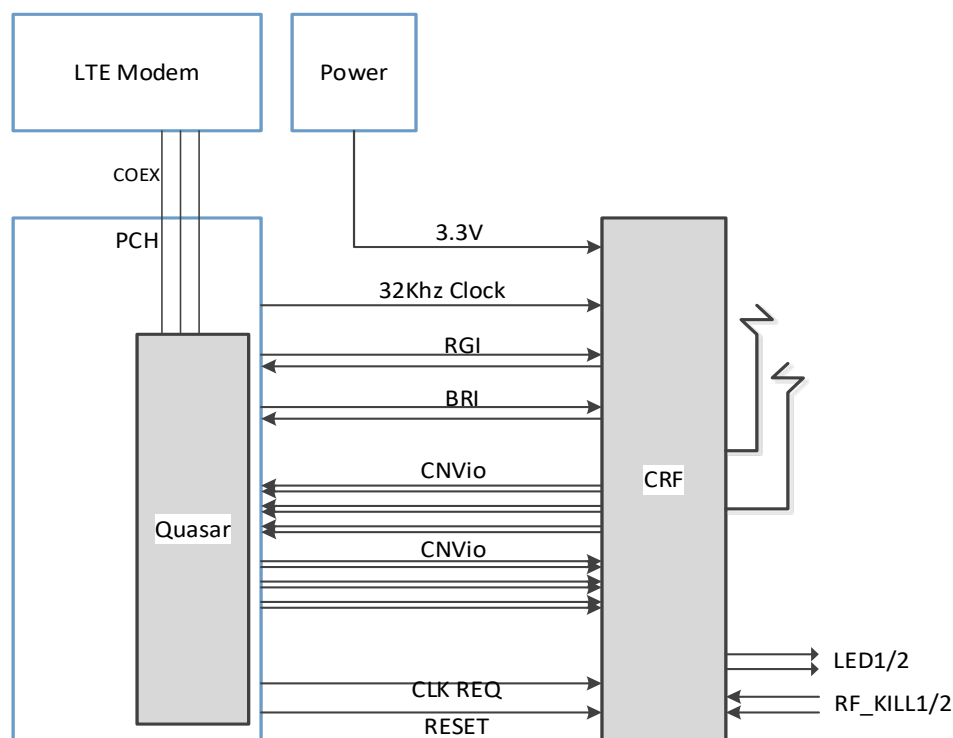 LTE Modem
Power
COEX
PCH
3.3V
32Khz Clock
RGI
BRI
CNVio
CRF
Quasar
CNVio
LED1/2
CLK REQ
RF_KILL1/2
RESET